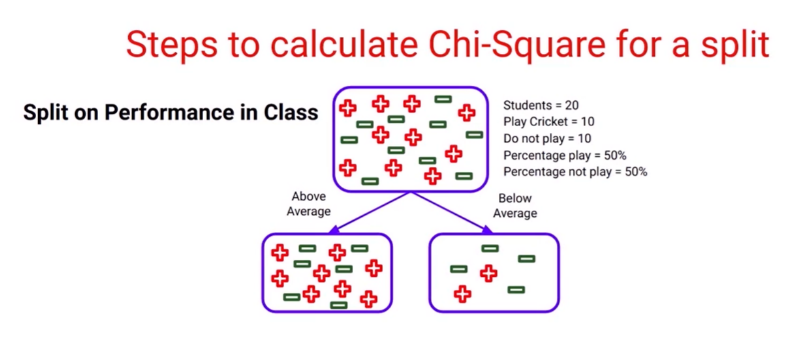 Steps to calculate Chi-Square for a split
Split on Performance in Class
Students = 20
Play Cricket = 10
Do not play = 10
Percentage play = 50%
Percentage not play = 50%
Above
Average
Below
Average